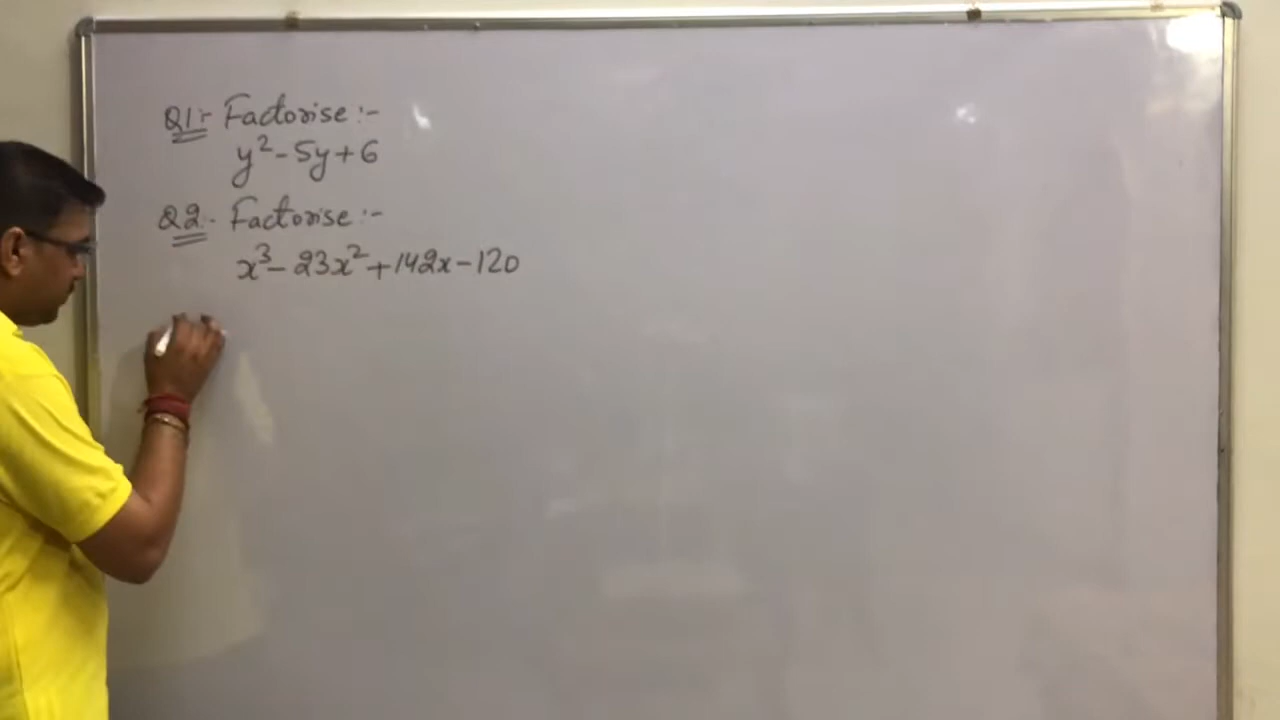 Q1:- Factorise :-
y² - 5y + 6
Q2.- Factorise :-
x³ - 23x² + 142x - 120